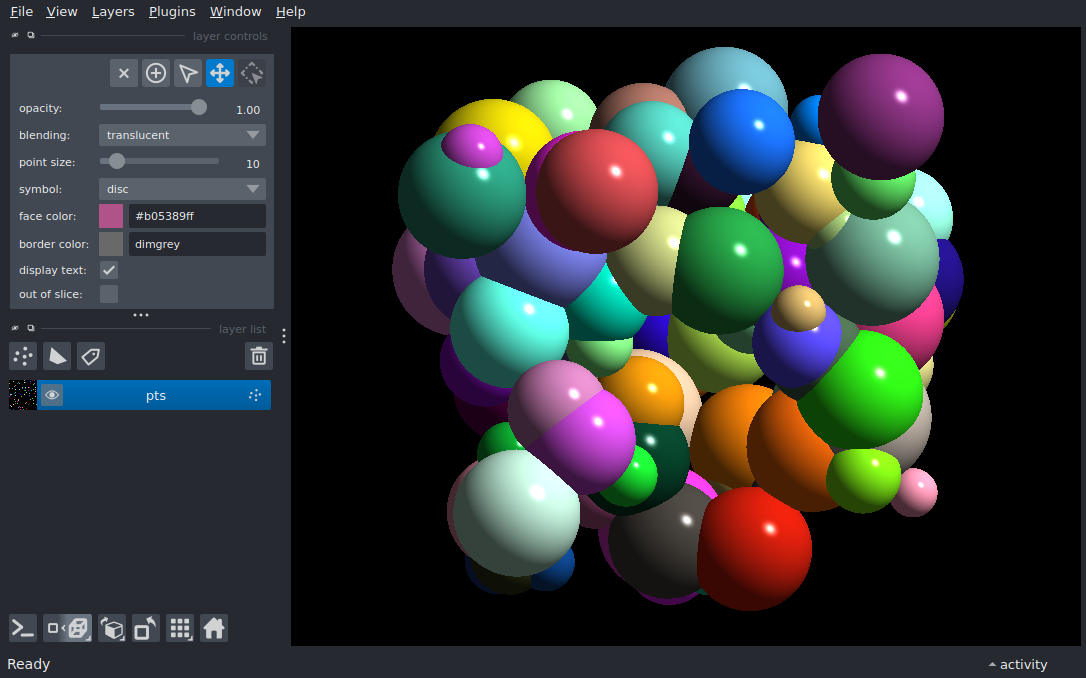 File View Layers Plugins Window Help
layer controls
opacity: 1.00
blending: translucent
point size: 10
symbol: disc
face color: #b05389ff
border color: dimgrey
display text:
out of slice:
layer list
pts
Ready activity